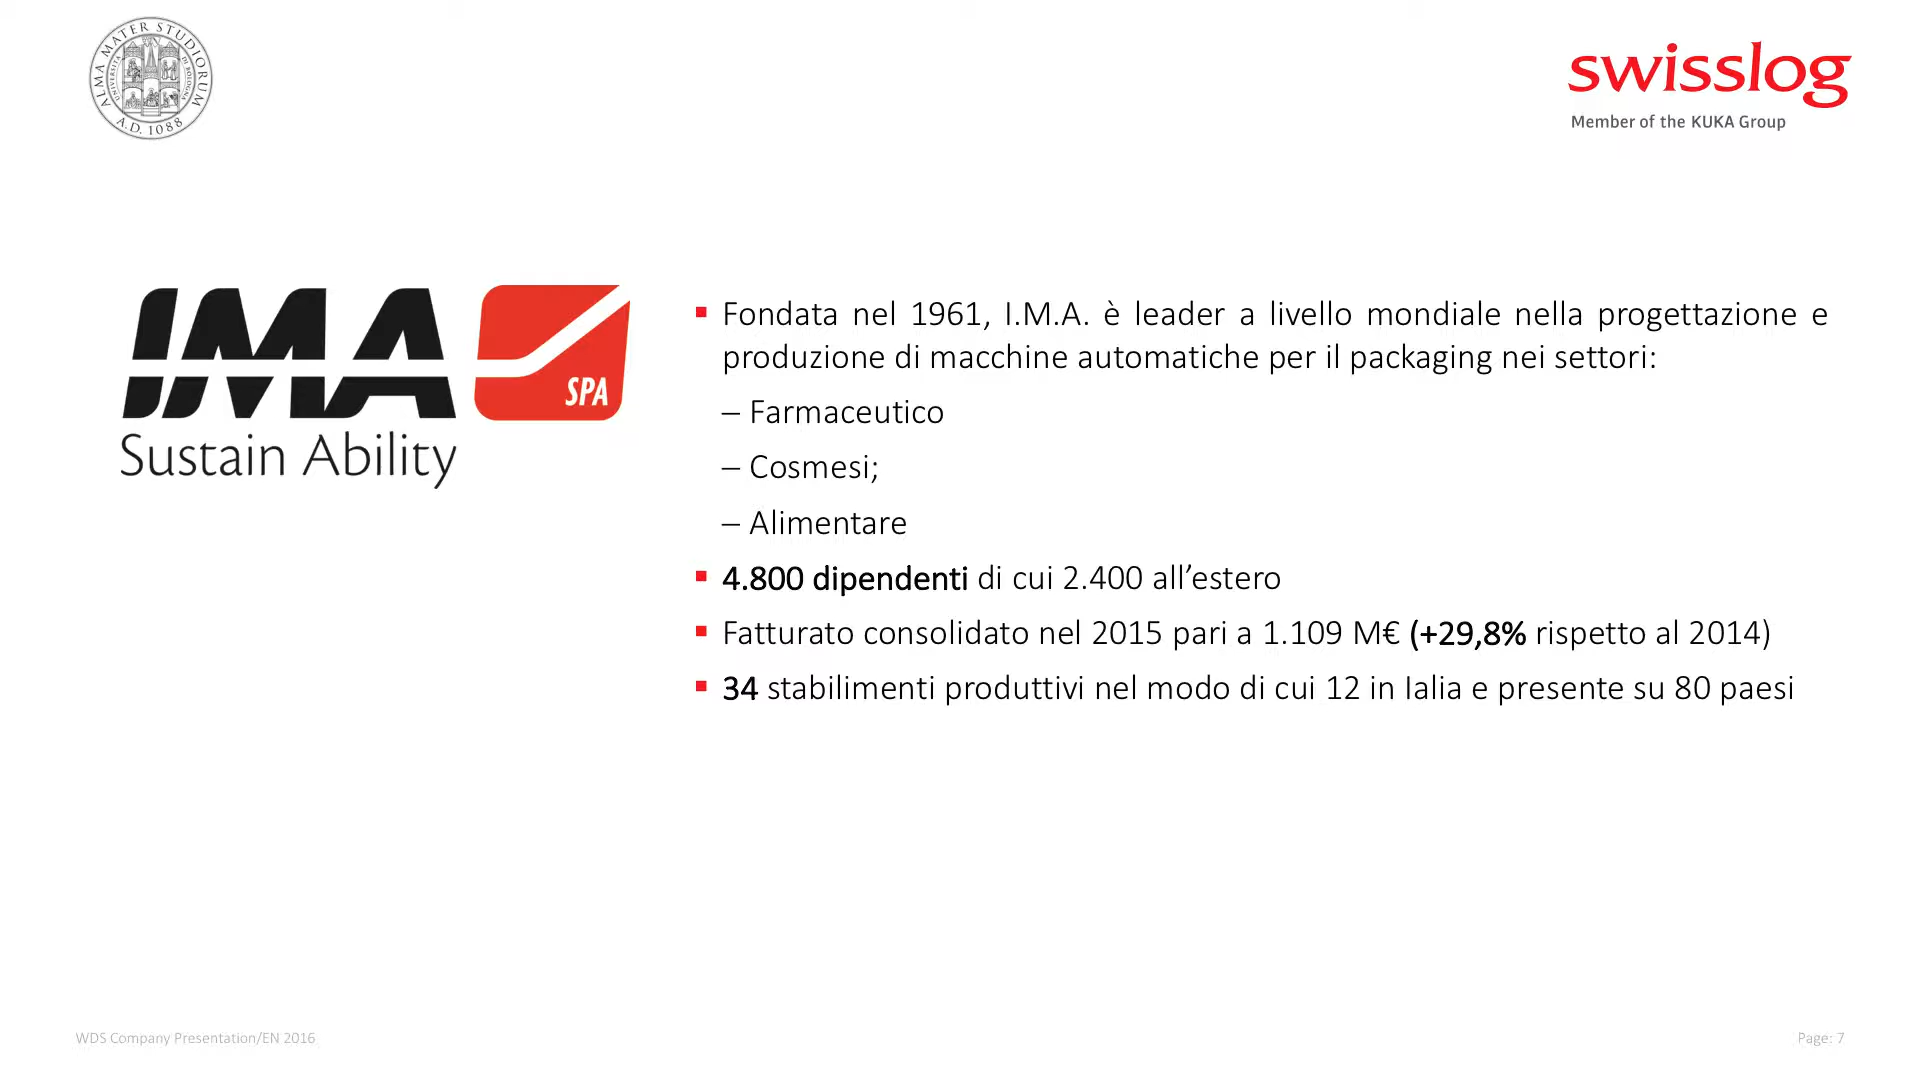 ALMA MATER STUDIORUM
UNIVERSITÀ DI BOLOGNA
A.D. 1088
swisslog
Member of the KUKA Group
IMA SPA
Sustain Ability
▪ Fondata nel 1961, I.M.A. è leader a livello mondiale nella progettazione e
produzione di macchine automatiche per il packaging nei settori:
– Farmaceutico
– Cosmesi;
– Alimentare
▪ 4.800 dipendenti di cui 2.400 all’estero
▪ Fatturato consolidato nel 2015 pari a 1.109 M€ (+29,8% rispetto al 2014)
▪ 34 stabilimenti produttivi nel modo di cui 12 in Ialia e presente su 80 paesi
WDS Company Presentation/EN 2016
Page: 7